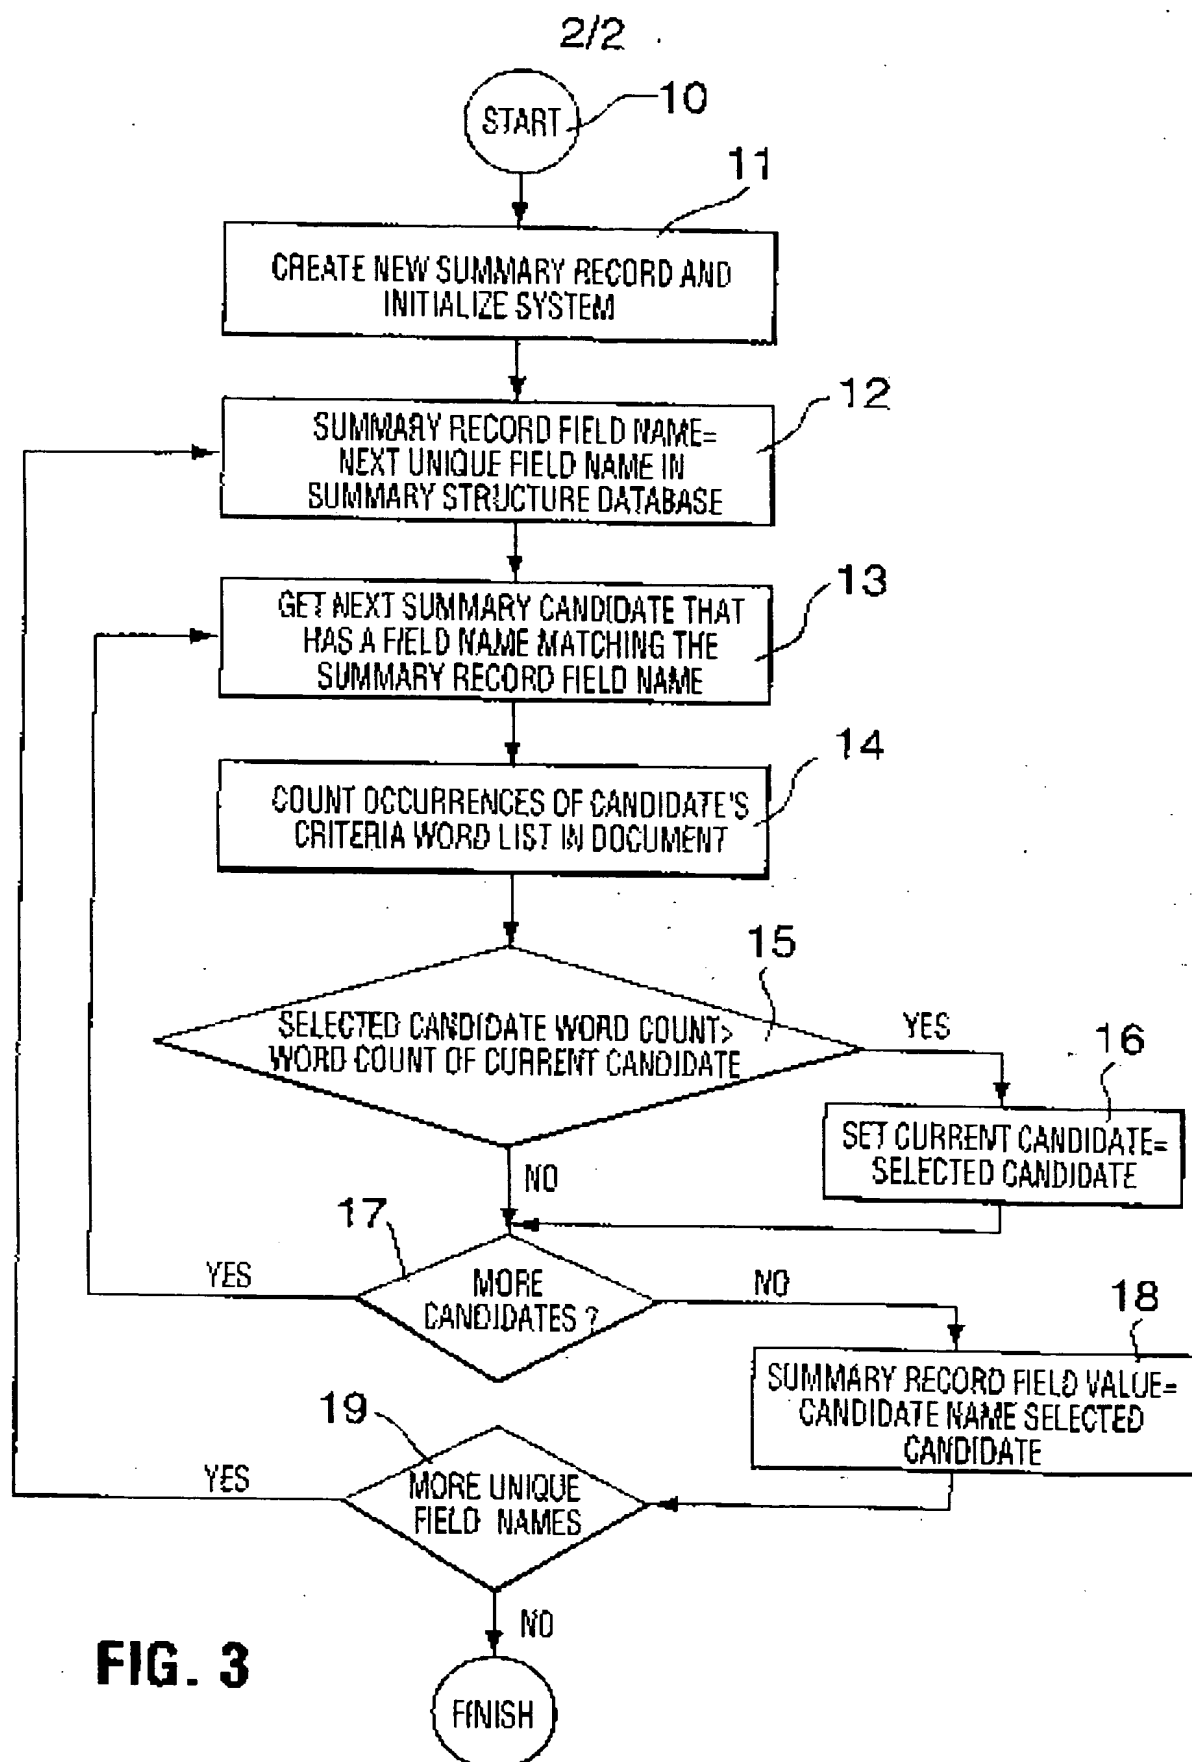 2/2
START
10
11
CREATE NEW SUMMARY RECORD AND
INITIALIZE SYSTEM
12
SUMMARY RECORD FIELD NAME=
NEXT UNIQUE FIELD NAME IN
SUMMARY STRUCTURE DATABASE
13
GET NEXT SUMMARY CANDIDATE THAT
HAS A FIELD NAME MATCHING THE
SUMMARY RECORD FIELD NAME
14
COUNT OCCURRENCES OF CANDIDATE'S
CRITERIA WORD LIST IN DOCUMENT
15
SELECTED CANDIDATE WORD COUNT>
WORD COUNT OF CURRENT CANDIDATE
YES
16
SET CURRENT CANDIDATE=
SELECTED CANDIDATE
NO
17
YES
MORE
CANDIDATES ?
NO
18
SUMMARY RECORD FIELD VALUE=
CANDIDATE NAME SELECTED
CANDIDATE
19
YES
MORE UNIQUE
FIELD NAMES
NO
FIG. 3
FINISH